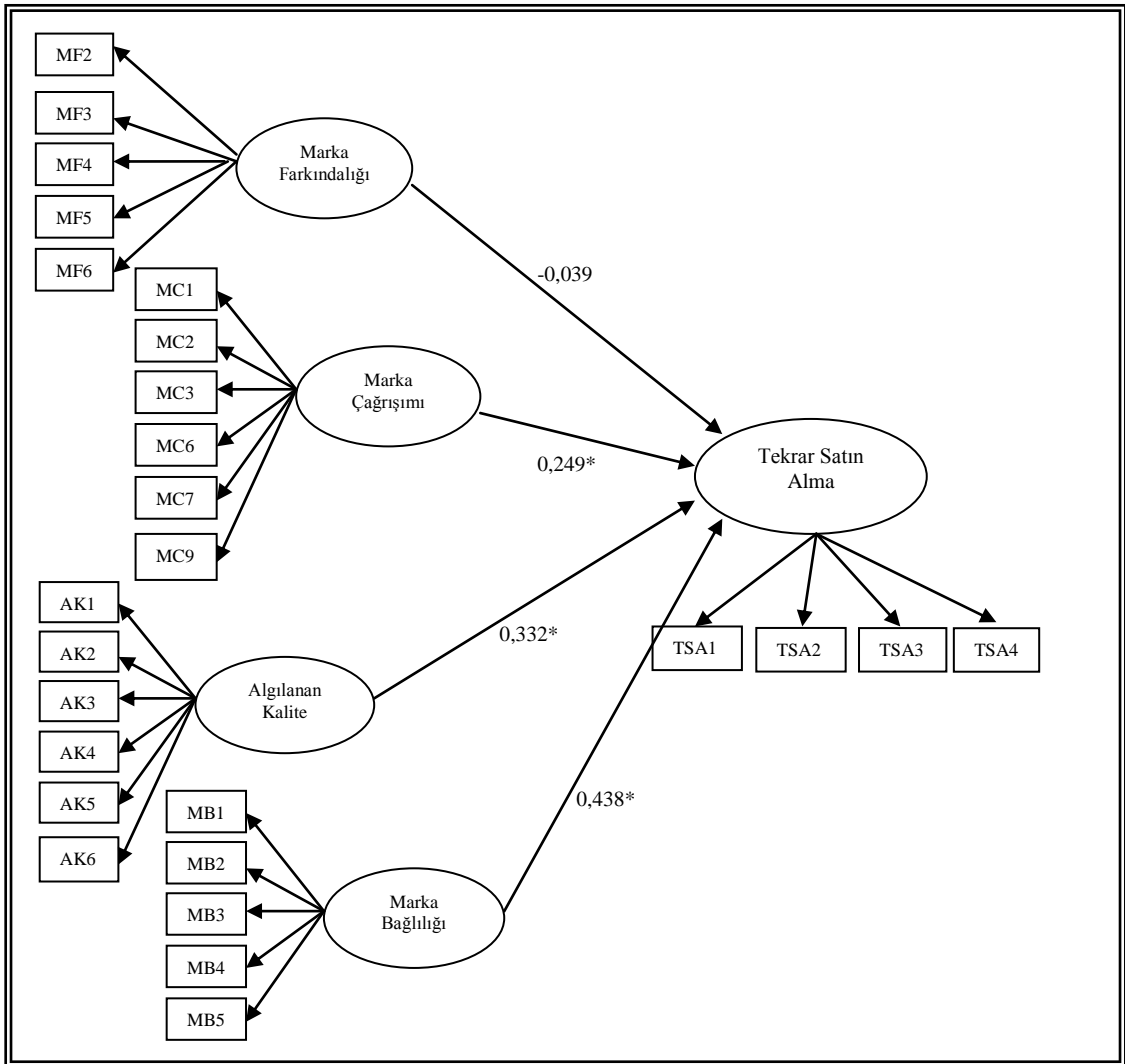 MF2
MF3
MF4
MF5
MF6
Marka
Farkındalığı
-0,039
MC1
MC2
MC3
MC6
MC7
MC9
Marka
Çağrışımı
0,249*
Tekrar Satın
Alma
TSA1
TSA2
TSA3
TSA4
AK1
AK2
AK3
AK4
AK5
AK6
Algılanan
Kalite
0,332*
MB1
MB2
MB3
MB4
MB5
Marka
Bağlılığı
0,438*